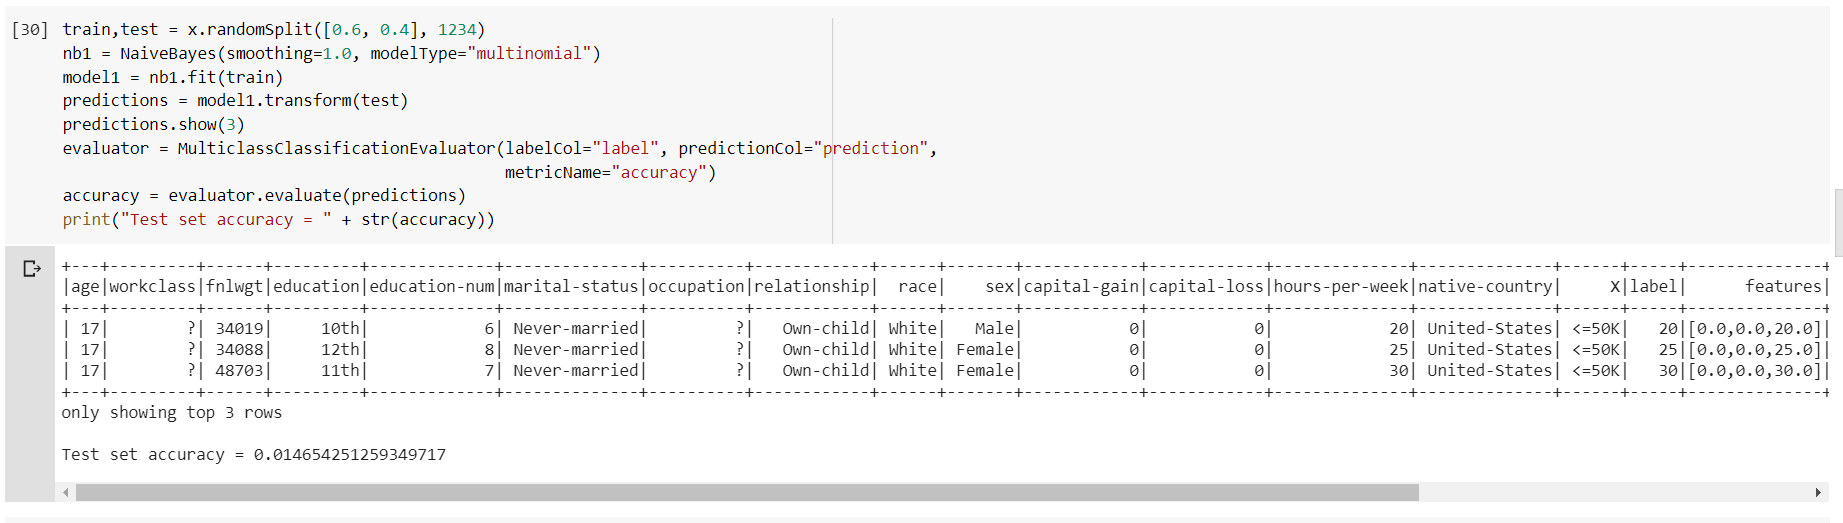 [30] train,test = x.randomSplit([0.6, 0.4], 1234)
nb1 = NaiveBayes(smoothing=1.0, modelType="multinomial")
model1 = nb1.fit(train)
predictions = model1.transform(test)
predictions.show(3)
evaluator = MulticlassClassificationEvaluator(labelCol="label", predictionCol="prediction",
metricName="accuracy")
accuracy = evaluator.evaluate(predictions)
print("Test set accuracy = " + str(accuracy))
+---+---------+------+---------+-------------+--------------+----------+------------+------+-------+------------+------------+--------------+--------------+------+-----+--------------+
|age|workclass|fnlwgt|education|education-num|marital-status|occupation|relationship|  race|    sex|capital-gain|capital-loss|hours-per-week|native-country|     X|label|      features|
+---+---------+------+---------+-------------+--------------+----------+------------+------+-------+------------+------------+--------------+--------------+------+-----+--------------+
| 17|        ?| 34019|     10th|            6| Never-married|         ?|   Own-child| White|   Male|           0|           0|            20| United-States| <=50K|   20|[0.0,0.0,20.0]|
| 17|        ?| 34088|     12th|            8| Never-married|         ?|   Own-child| White| Female|           0|           0|            25| United-States| <=50K|   25|[0.0,0.0,25.0]|
| 17|        ?| 48703|     11th|            7| Never-married|         ?|   Own-child| White| Female|           0|           0|            30| United-States| <=50K|   30|[0.0,0.0,30.0]|
+---+---------+------+---------+-------------+--------------+----------+------------+------+-------+------------+------------+--------------+--------------+------+-----+--------------+
only showing top 3 rows
Test set accuracy = 0.014654251259349717